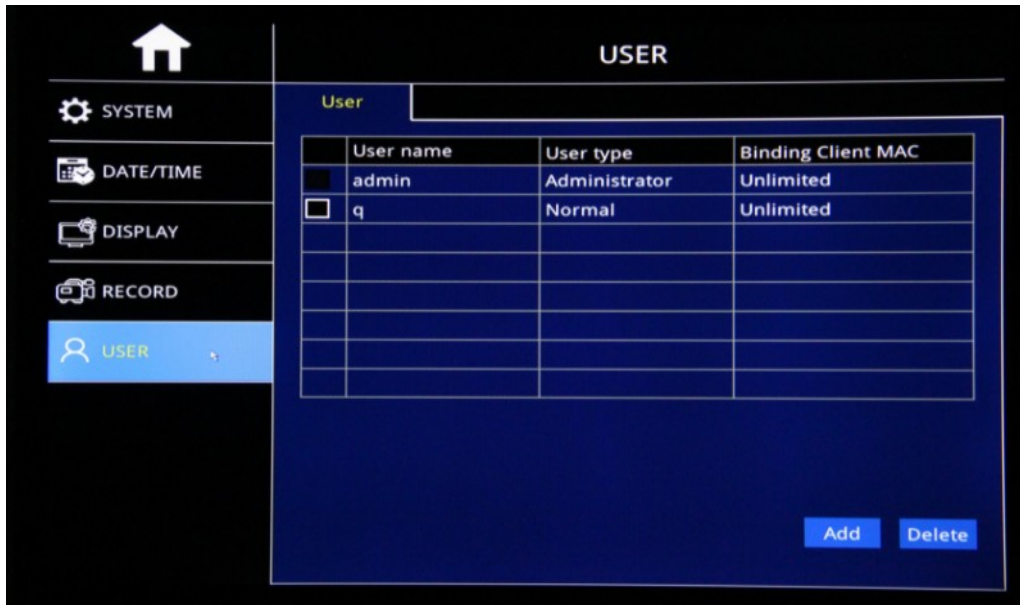 USER
SYSTEM
DATE/TIME
DISPLAY
RECORD
USER
User
User name User type Binding Client MAC
admin Administrator Unlimited
q Normal Unlimited
Add Delete